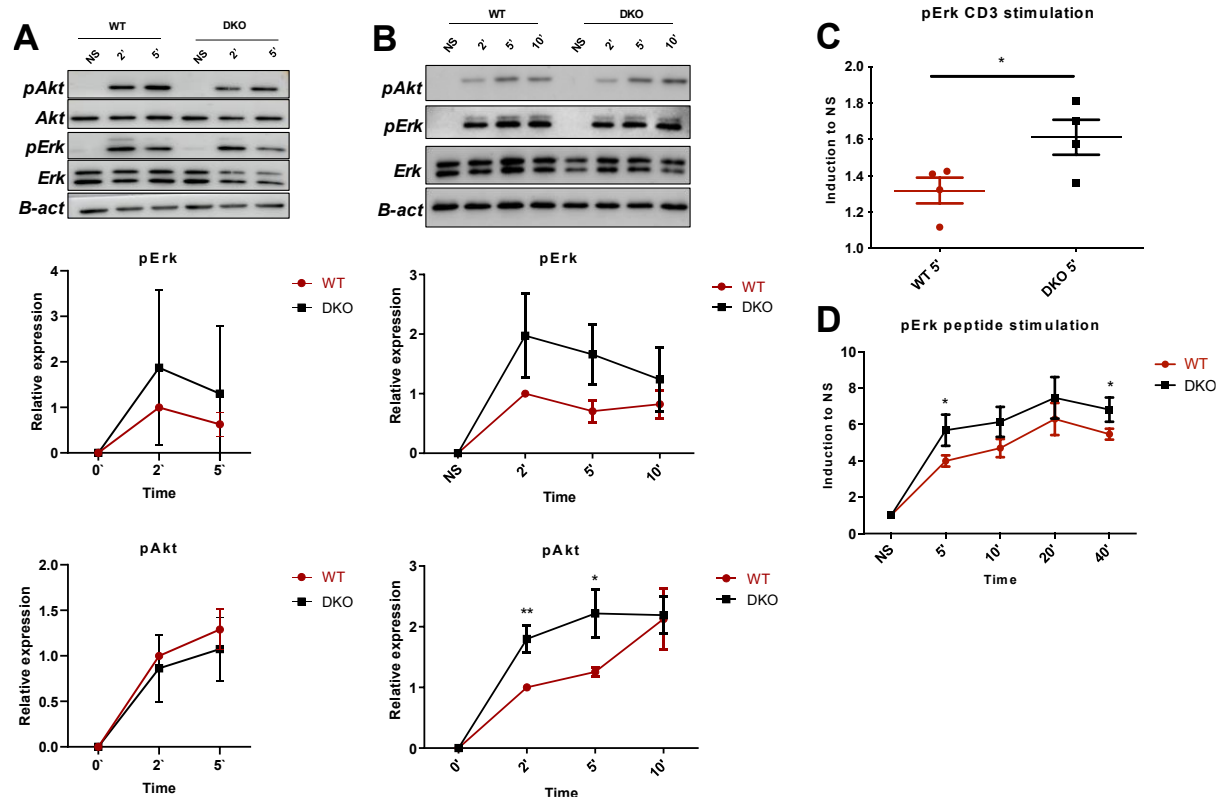 A
WT
DKO
NS
2'
5'
NS
2'
5'
pAkt
Akt
pErk
Erk
B-act
pErk
Relative expression
4
3
2
1
0
0`
2`
5`
Time
WT
DKO
pAkt
Relative expression
2.0
1.5
1.0
0.5
0.0
0`
2`
5`
Time
WT
DKO
B
WT
DKO
NS
2'
5'
10'
NS
2'
5'
10'
pAkt
pErk
Erk
B-act
pErk
Relative expression
3
2
1
0
NS
2'
5'
10'
Time
WT
DKO
pAkt
Relative expression
3
2
1
0
**
*
0'
2'
5'
10'
Time
WT
DKO
C
pErk CD3 stimulation
Induction to NS
2.0
1.8
1.6
1.4
1.2
1.0
*
WT 5'
DKO 5'
D
pErk peptide stimulation
Induction to NS
10
8
6
4
2
0
*
*
NS
5'
10'
20'
40'
Time
WT
DKO